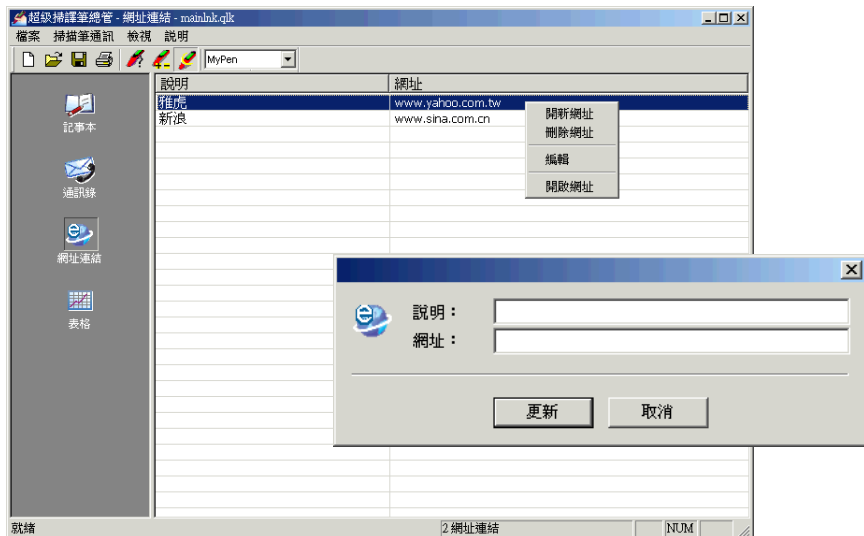 超級掃譯筆總管 - 網址連結 - mainlnk.qlk
檔案 掃描筆通訊 檢視 說明
MyPen
說明 網址
雅虎 www.yahoo.com.tw
新浪 www.sina.com.cn
開新網址
刪除網址
編輯
開啟網址
記事本
通訊錄
網址連結
表格
說明：
網址：
更新 取消
就緒 2 網址連結 NUM